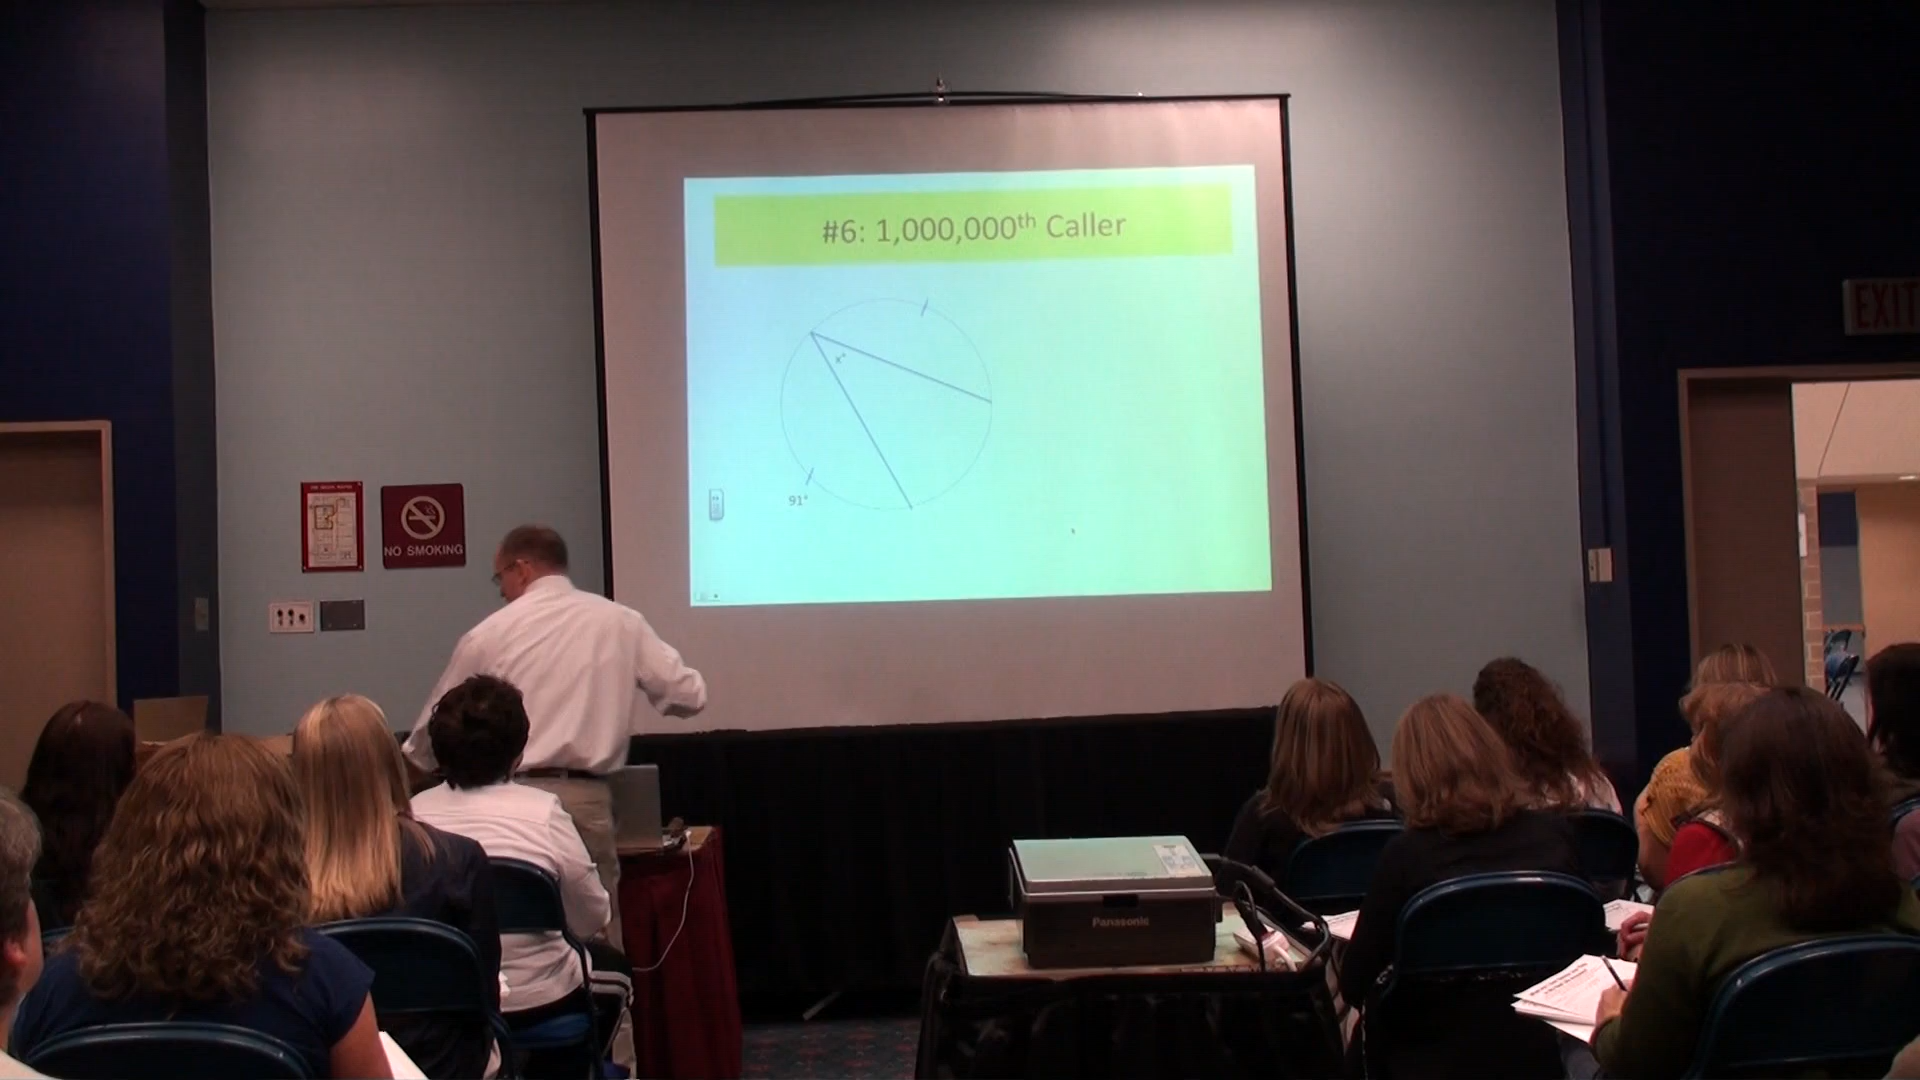 #6: 1,000,000th Caller
x°
91°
NO SMOKING
EXIT
Panasonic